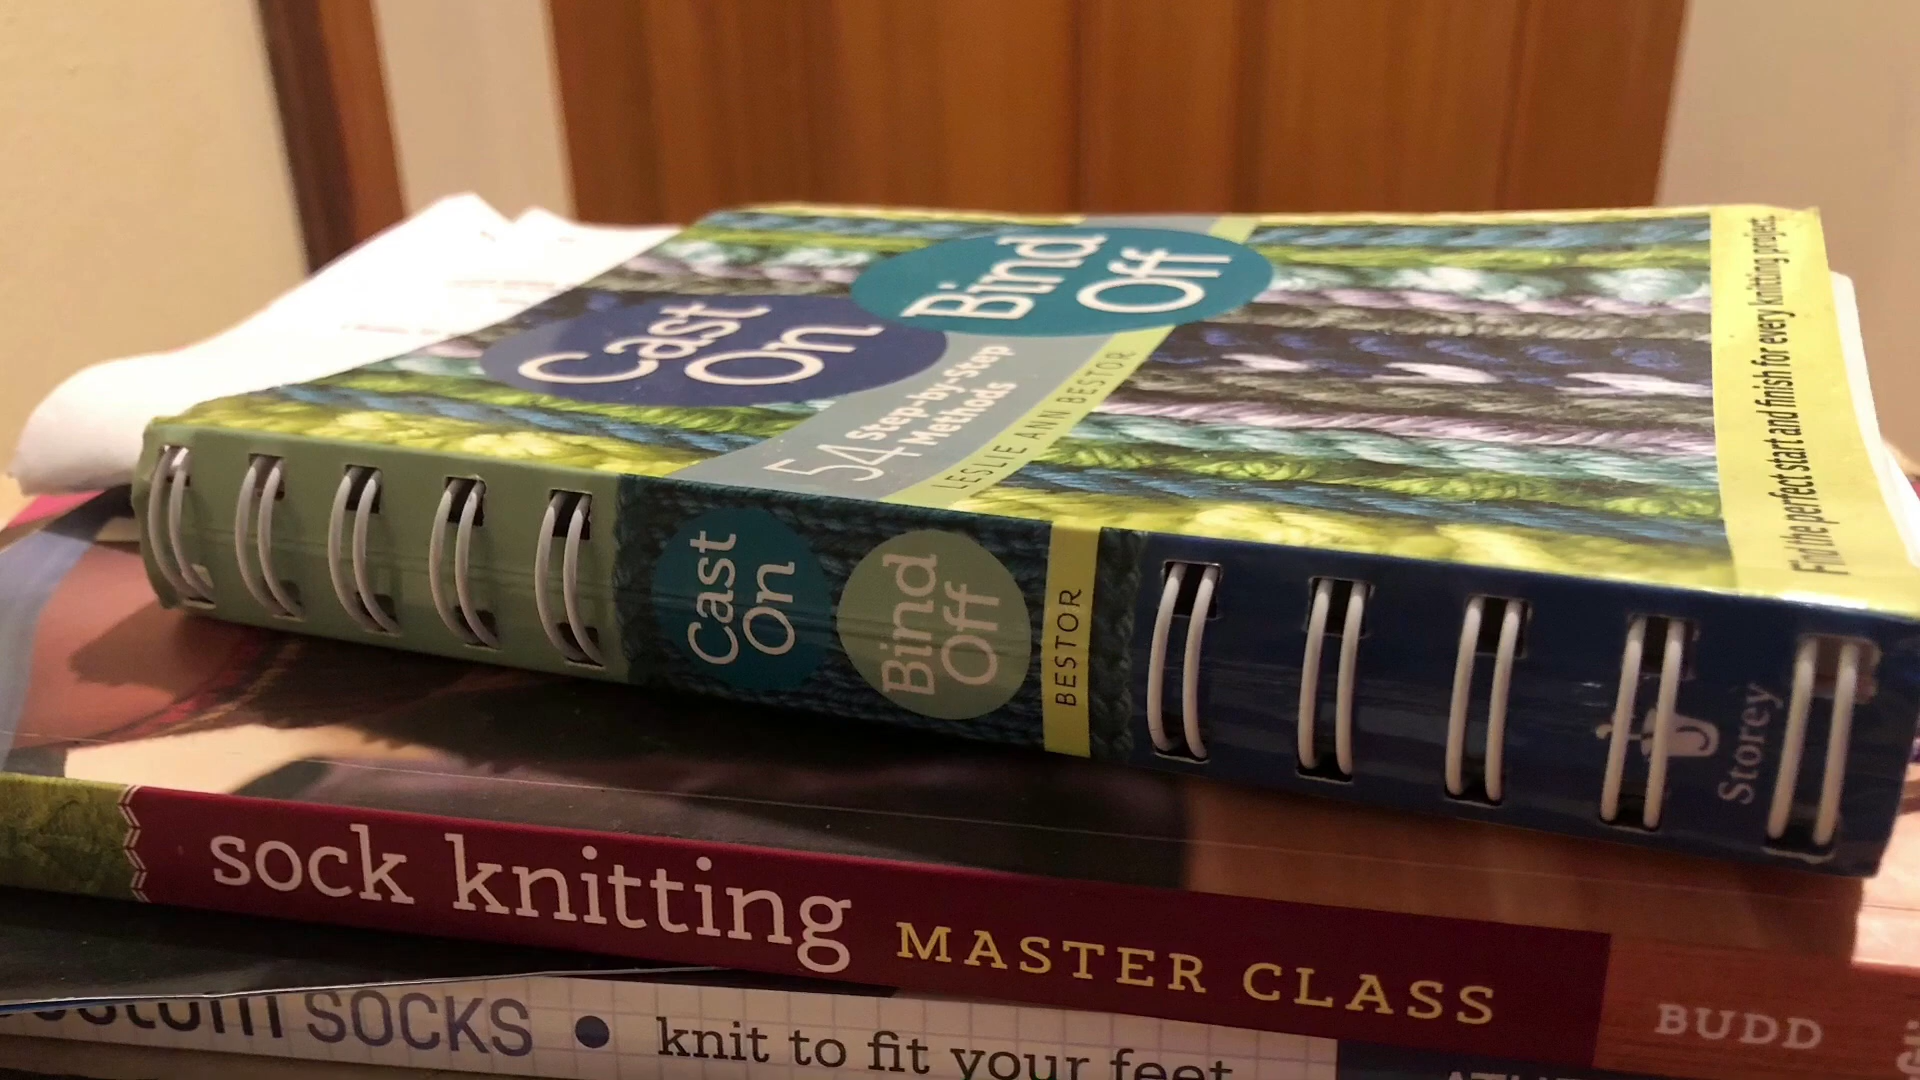 Cast
On
Bind
Off
54 Step-by-Step
Methods
LESLIE ANN BESTOR
Find the perfect start and finish for every knitting project
Cast
On
Bind
Off
BESTOR
Storey
sock knitting MASTER CLASS
BUDD
SOCKS • knit to fit your feet